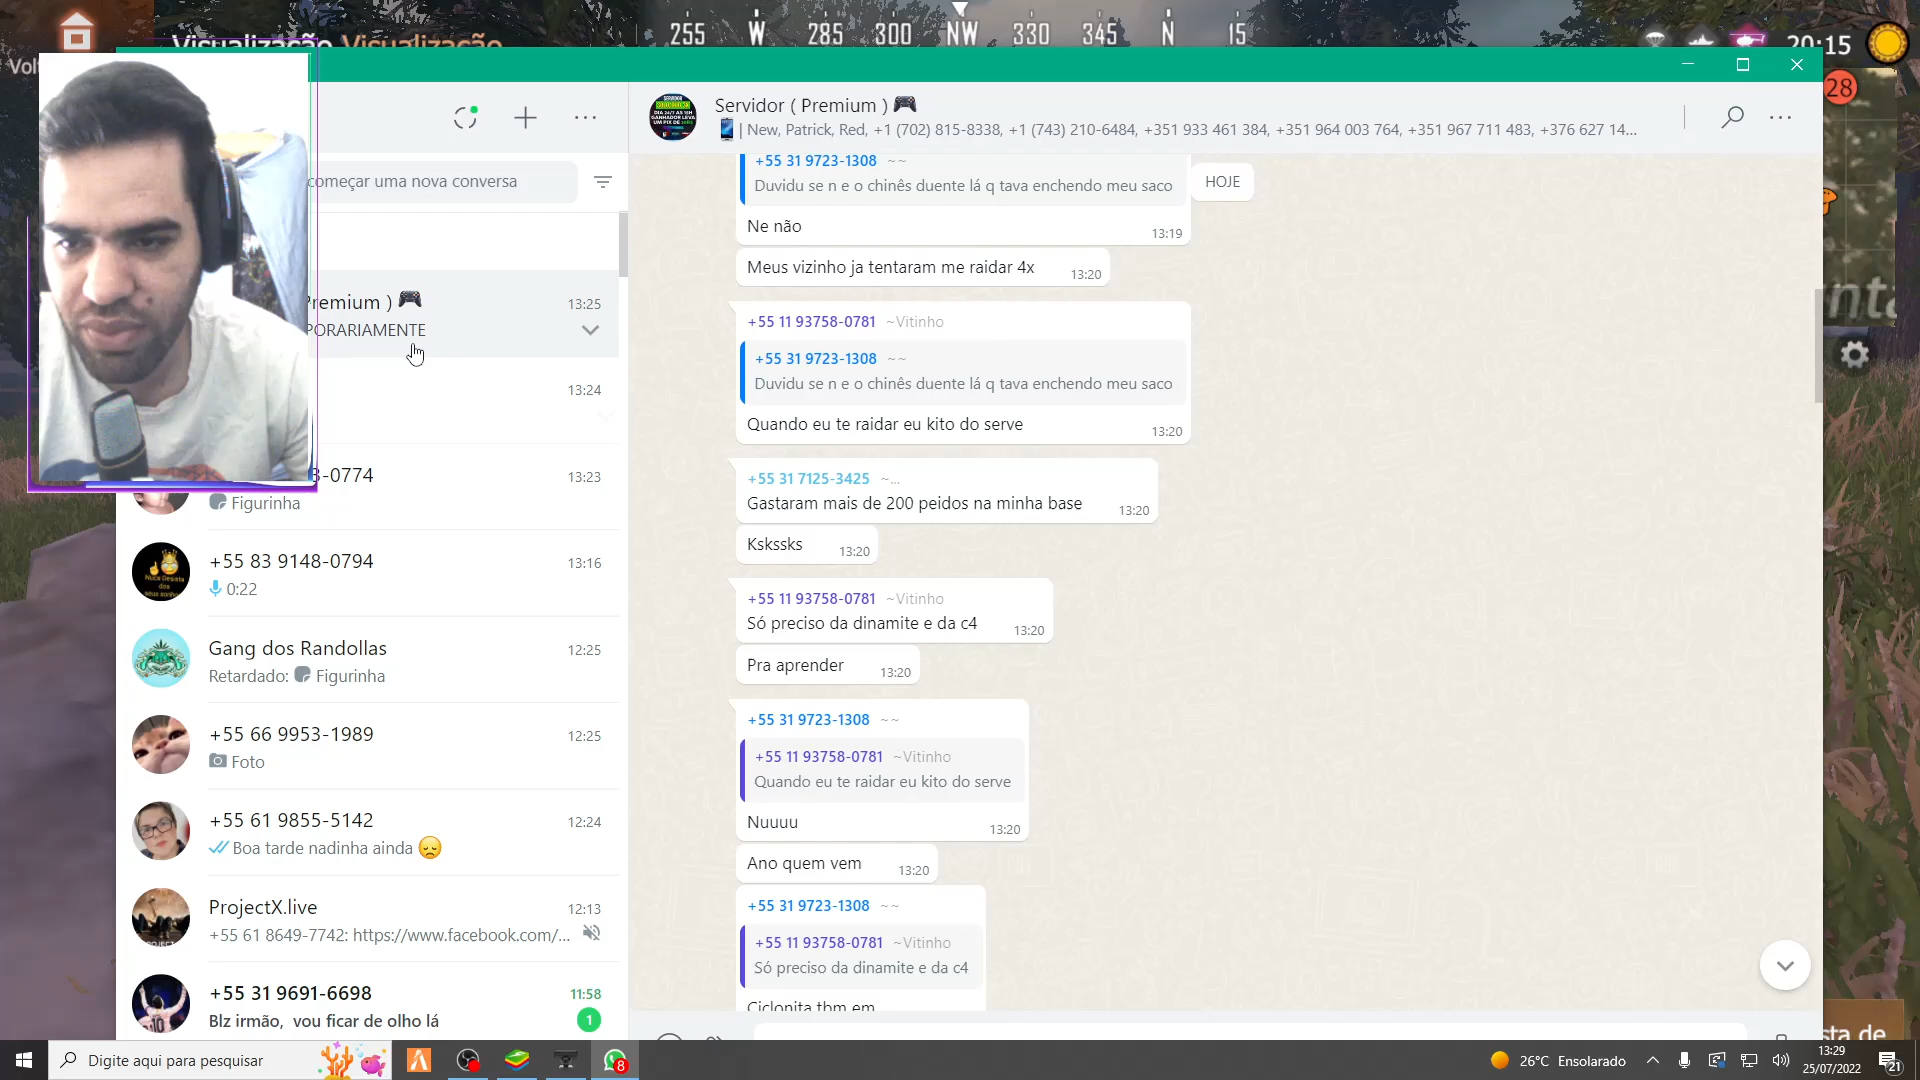 Visualização Visualização
255 W 285 300 NW 330 345 N 15
20:15
28
começar uma nova conversa
Premium ) 🎮
13:25
PORARIAMENTE
13:24
3-0774
13:23
Figurinha
+55 83 9148-0794
13:16
0:22
Gang dos Randollas
12:25
Retardado: Figurinha
+55 66 9953-1989
12:25
Foto
+55 61 9855-5142
12:24
Boa tarde nadinha ainda 😞
ProjectX.live
12:13
+55 61 8649-7742: https://www.facebook.com/...
+55 31 9691-6698
11:58
Blz irmão, vou ficar de olho lá
1
Servidor ( Premium ) 🎮
📱 | New, Patrick, Red, +1 (702) 815-8338, +1 (743) 210-6484, +351 933 461 384, +351 964 003 764, +351 967 711 483, +376 627 14...
HOJE
+55 31 9723-1308 ~~
Duvidu se n e o chinês duente lá q tava enchendo meu saco
Ne não
13:19
Meus vizinho ja tentaram me raidar 4x
13:20
+55 11 93758-0781 ~Vitinho
+55 31 9723-1308 ~~
Duvidu se n e o chinês duente lá q tava enchendo meu saco
Quando eu te raidar eu kito do serve
13:20
+55 31 7125-3425 ~...
Gastaram mais de 200 peidos na minha base
13:20
Kskssks
13:20
+55 11 93758-0781 ~Vitinho
Só preciso da dinamite e da c4
13:20
Pra aprender
13:20
+55 31 9723-1308 ~~
+55 11 93758-0781 ~Vitinho
Quando eu te raidar eu kito do serve
Nuuuu
13:20
Ano quem vem
13:20
+55 31 9723-1308 ~~
+55 11 93758-0781 ~Vitinho
Só preciso da dinamite e da c4
Ciclonita tbm em
sta de
Digite aqui para pesquisar
8
26°C Ensolarado
13:29
25/07/2022
21